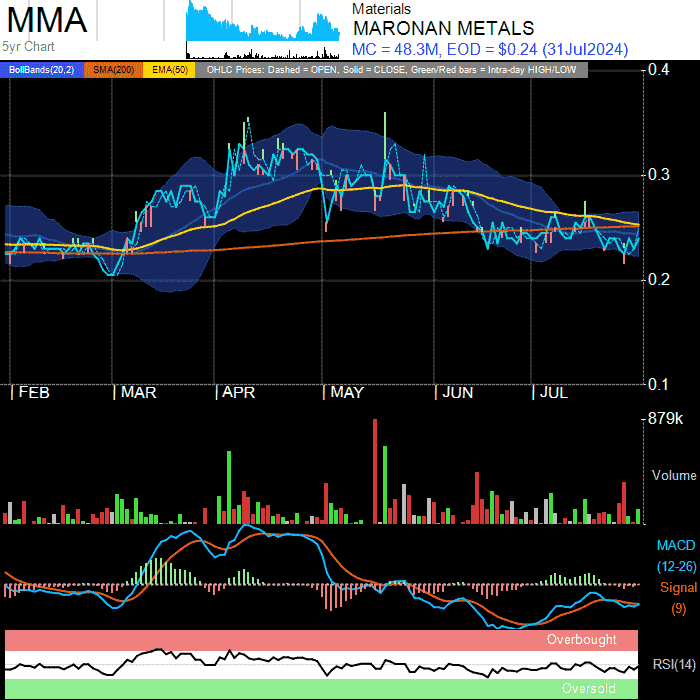 MMA
5yr Chart
Materials
MARONAN METALS
MC = 48.3M, EOD = $0.24 (31Jul2024)
BollBands(20,2) SMA(200) EMA(50) OHLC Prices: Dashed = OPEN, Solid = CLOSE, Green/Red bars = Intra-day HIGH/LOW
0.4
0.3
0.2
0.1
FEB MAR APR MAY JUN JUL
879k
Volume
MACD
(12-26)
Signal
(9)
Overbought
RSI(14)
Oversold